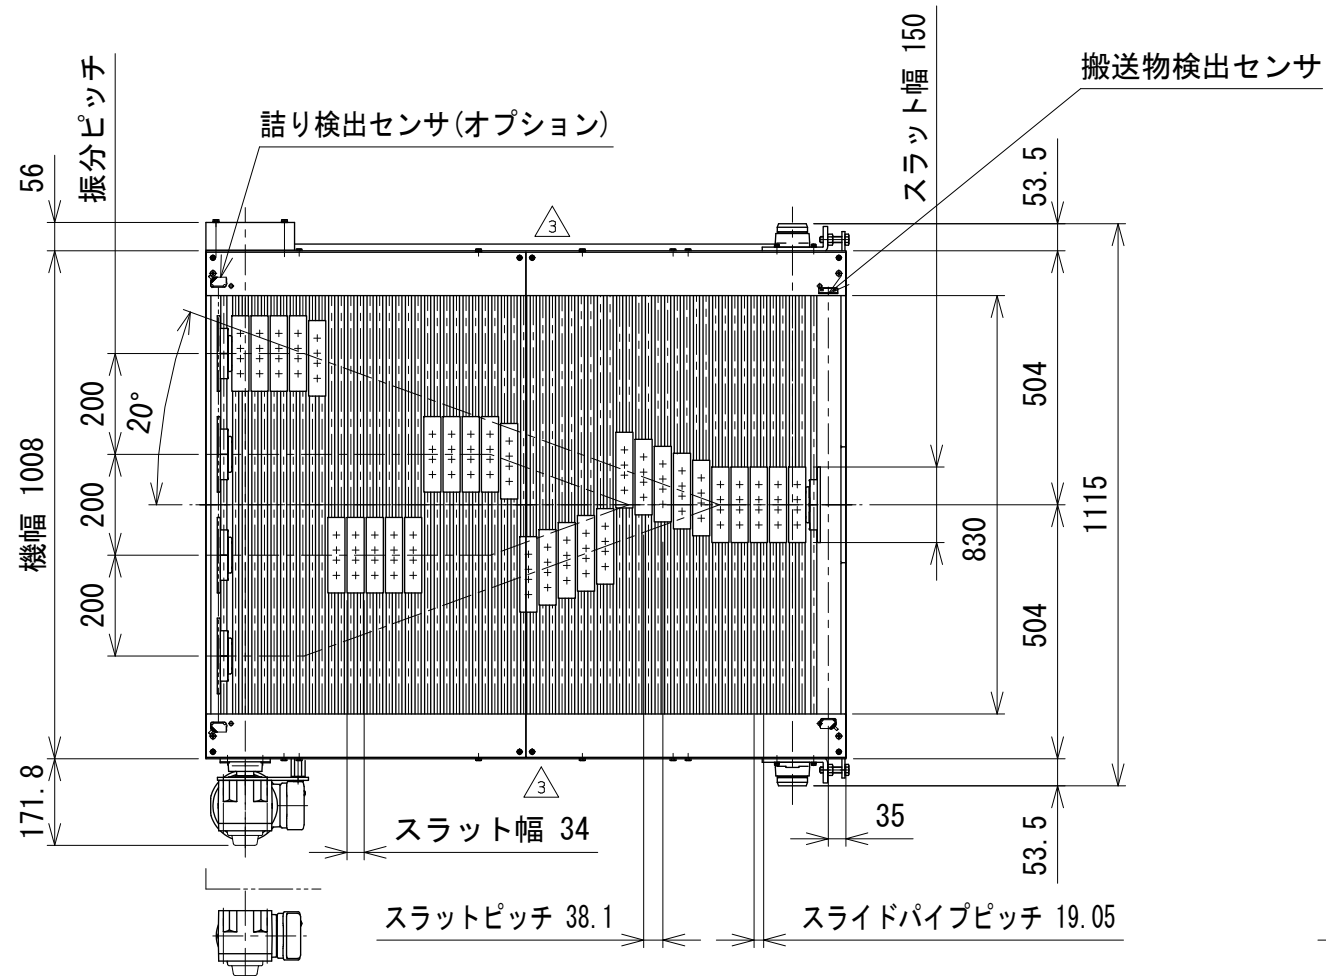 スラット幅 150
搬送物検出センサ
振分ピッチ
詰り検出センサ(オプション)
56
53.5
3
200
20°
504
機幅 1008
200
830
1115
200
504
171.8
3
スラット幅 34
35
53.5
スラットピッチ 38.1
スライドパイプピッチ 19.05